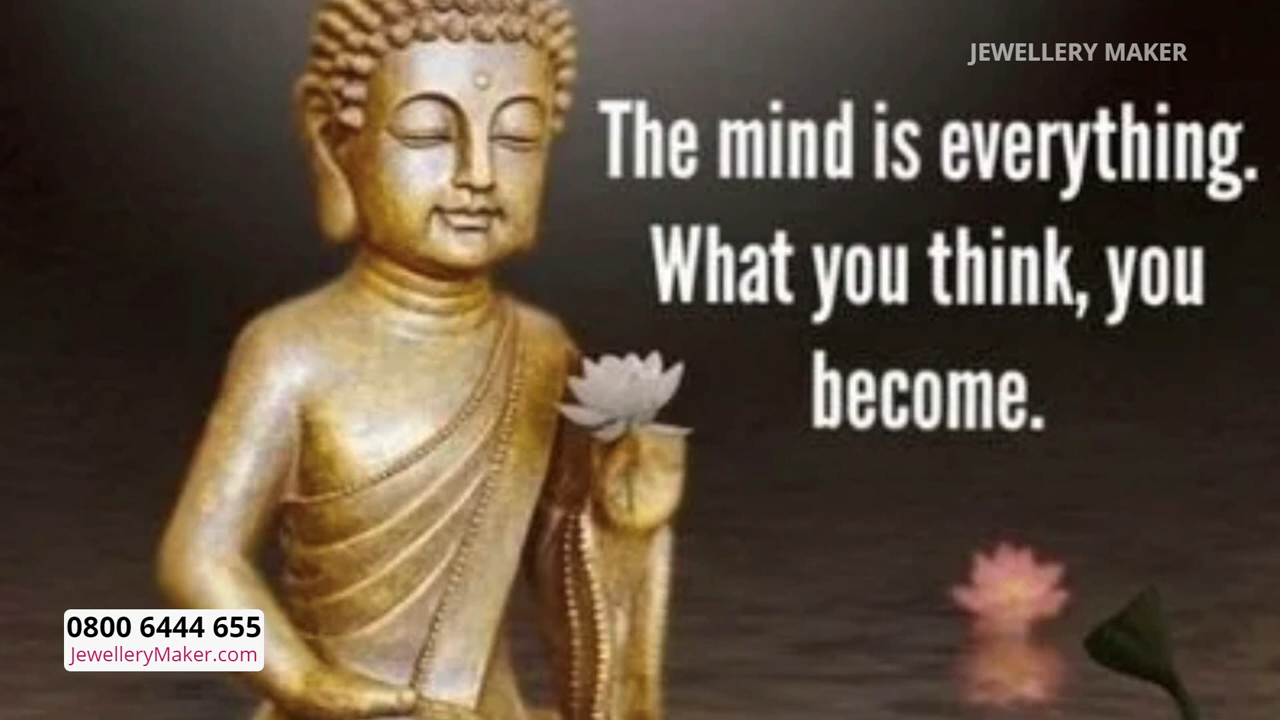 JEWELLERY MAKER
The mind is everything.
What you think, you
become.
0800 6444 655
JewelleryMaker.com